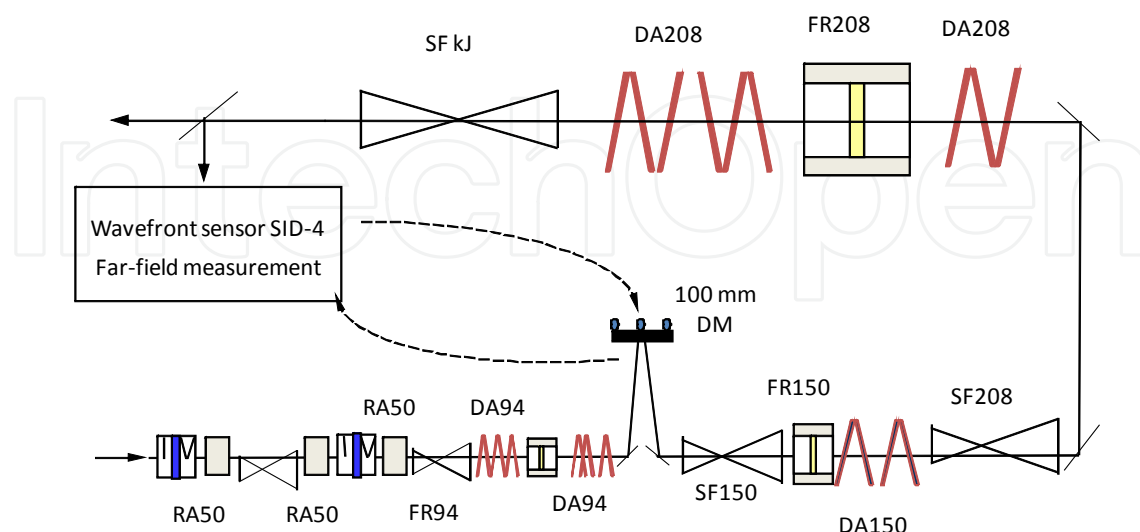 SF kJ
DA208
FR208
DA208
Wavefront sensor SID-4
Far-field measurement
100 mm
DM
RA50
DA94
FR150
SF208
RA50
RA50
FR94
DA94
SF150
DA150
IntechOpen